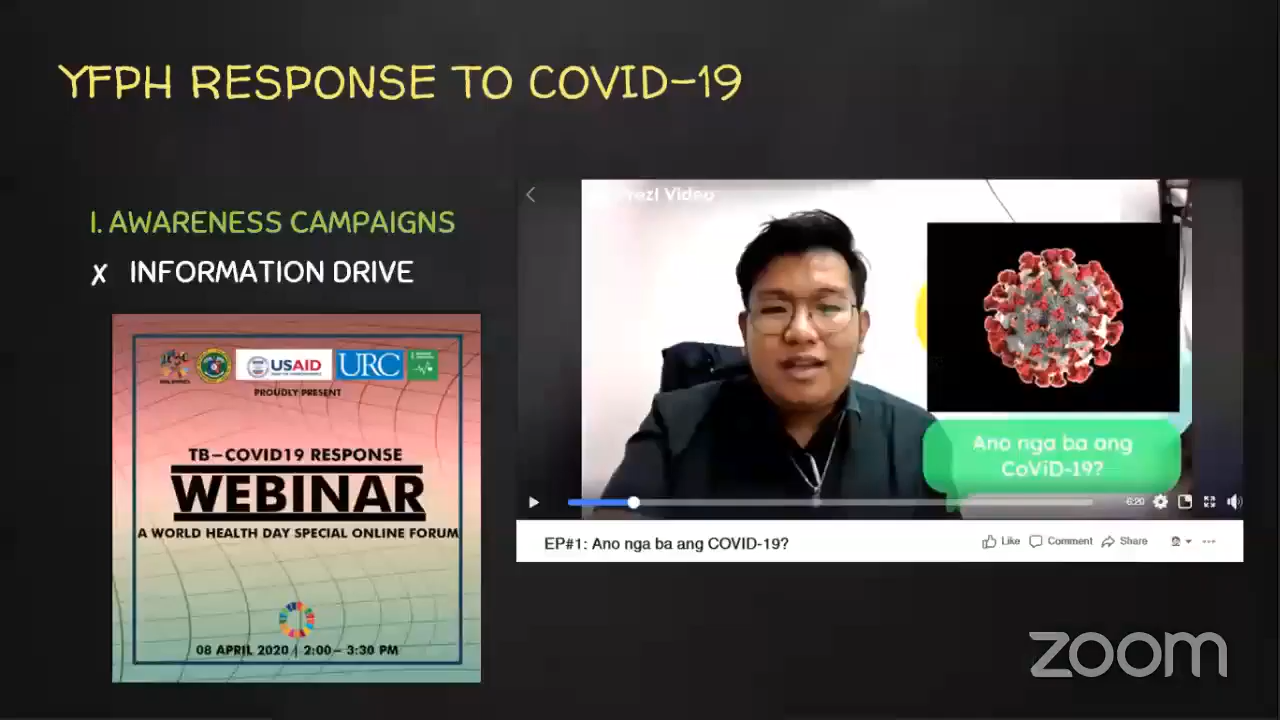 YFPH RESPONSE TO COVID-19
1. AWARENESS CAMPAIGNS
x INFORMATION DRIVE
USAID
URC
PROUDLY PRESENT
TB-COVID19 RESPONSE
WEBINAR
A WORLD HEALTH DAY SPECIAL ONLINE FORUM
08 APRIL 2020 | 2:00- 3:30 PM
Video
Ano nga ba ang
CoViD-19?
-6:20
EP#1: Ano nga ba ang COVID-19?
Like Comment Share
zoom